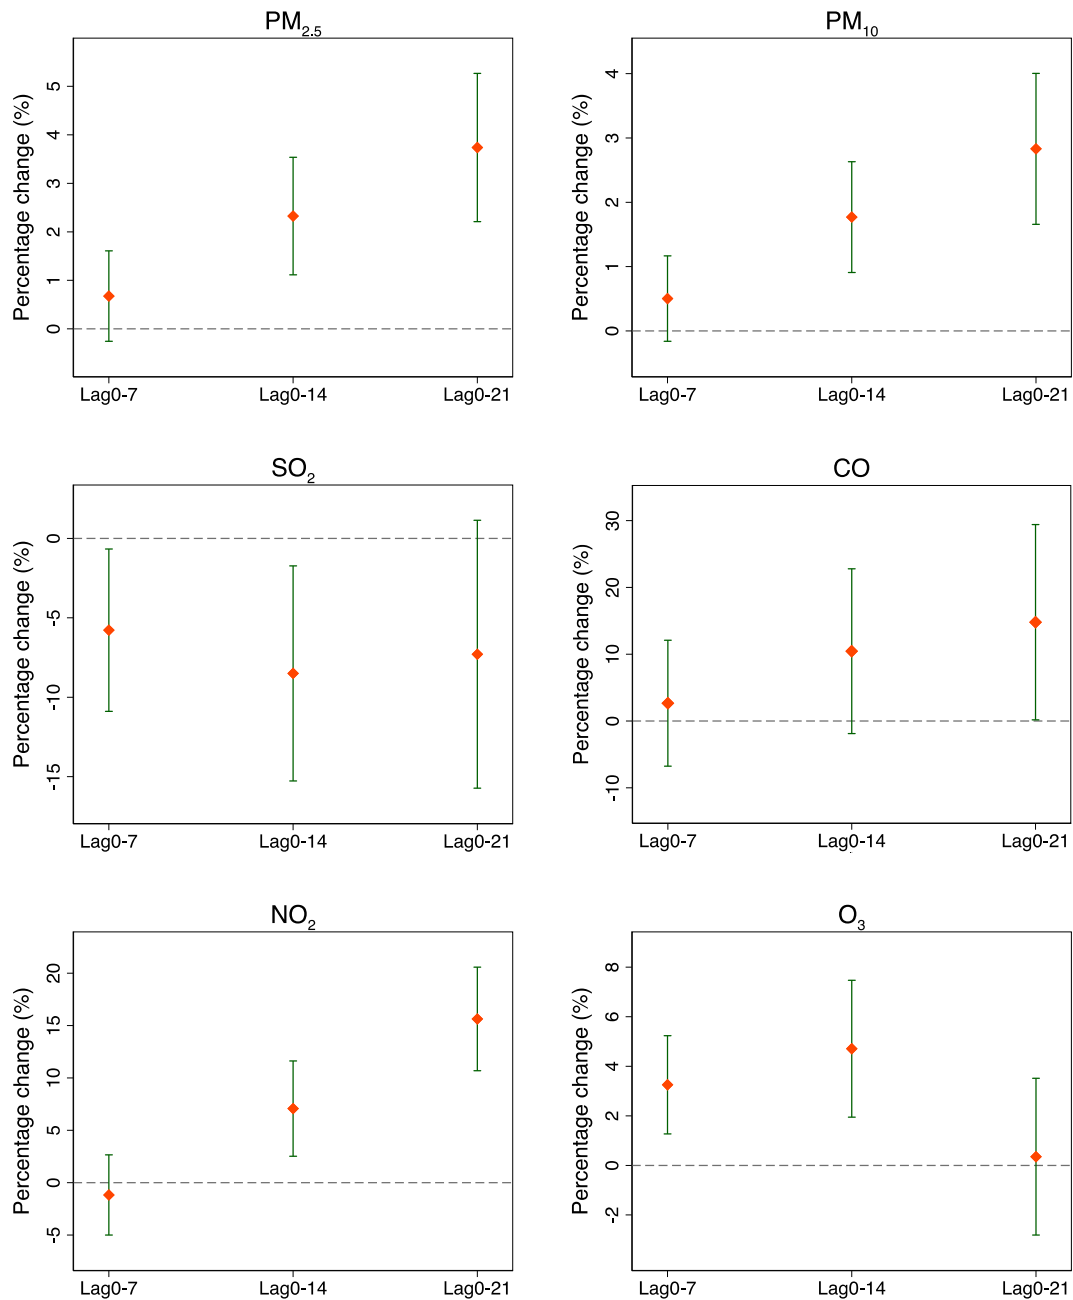 PM2.5
Percentage change (%)
5
4
3
2
1
0
Lag0-7 Lag0-14 Lag0-21
PM10
Percentage change (%)
4
3
2
1
0
Lag0-7 Lag0-14 Lag0-21
SO2
Percentage change (%)
0
-5
-10
-15
Lag0-7 Lag0-14 Lag0-21
CO
Percentage change (%)
30
20
10
0
-10
Lag0-7 Lag0-14 Lag0-21
NO2
Percentage change (%)
20
15
10
5
0
-5
Lag0-7 Lag0-14 Lag0-21
O3
Percentage change (%)
8
6
4
2
0
-2
Lag0-7 Lag0-14 Lag0-21